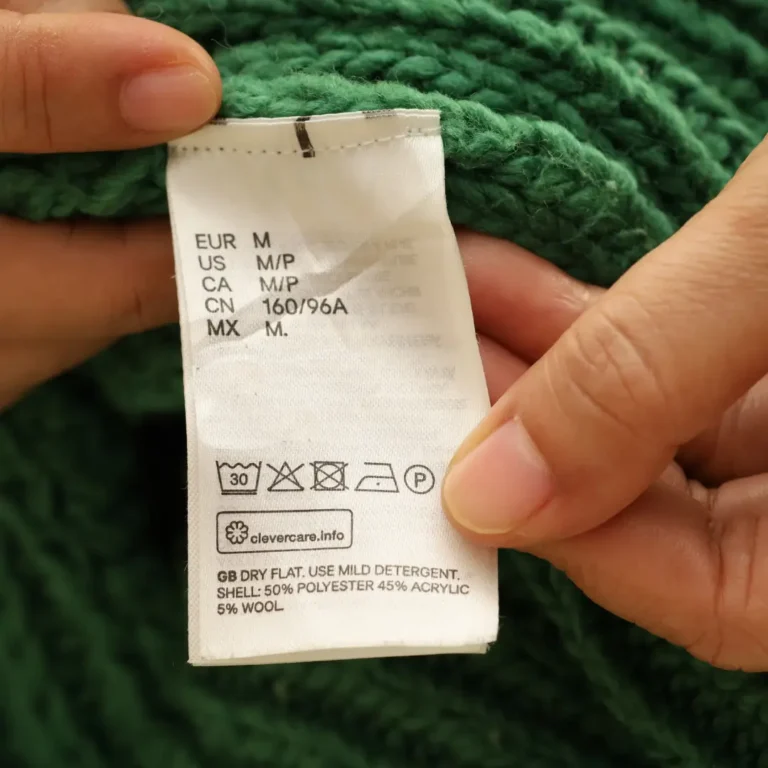 EUR M
US M/P
CA M/P
CN 160/96A
MX M.
30 P
clevercare.info
GB DRY FLAT. USE MILD DETERGENT.
SHELL: 50% POLYESTER 45% ACRYLIC
5% WOOL